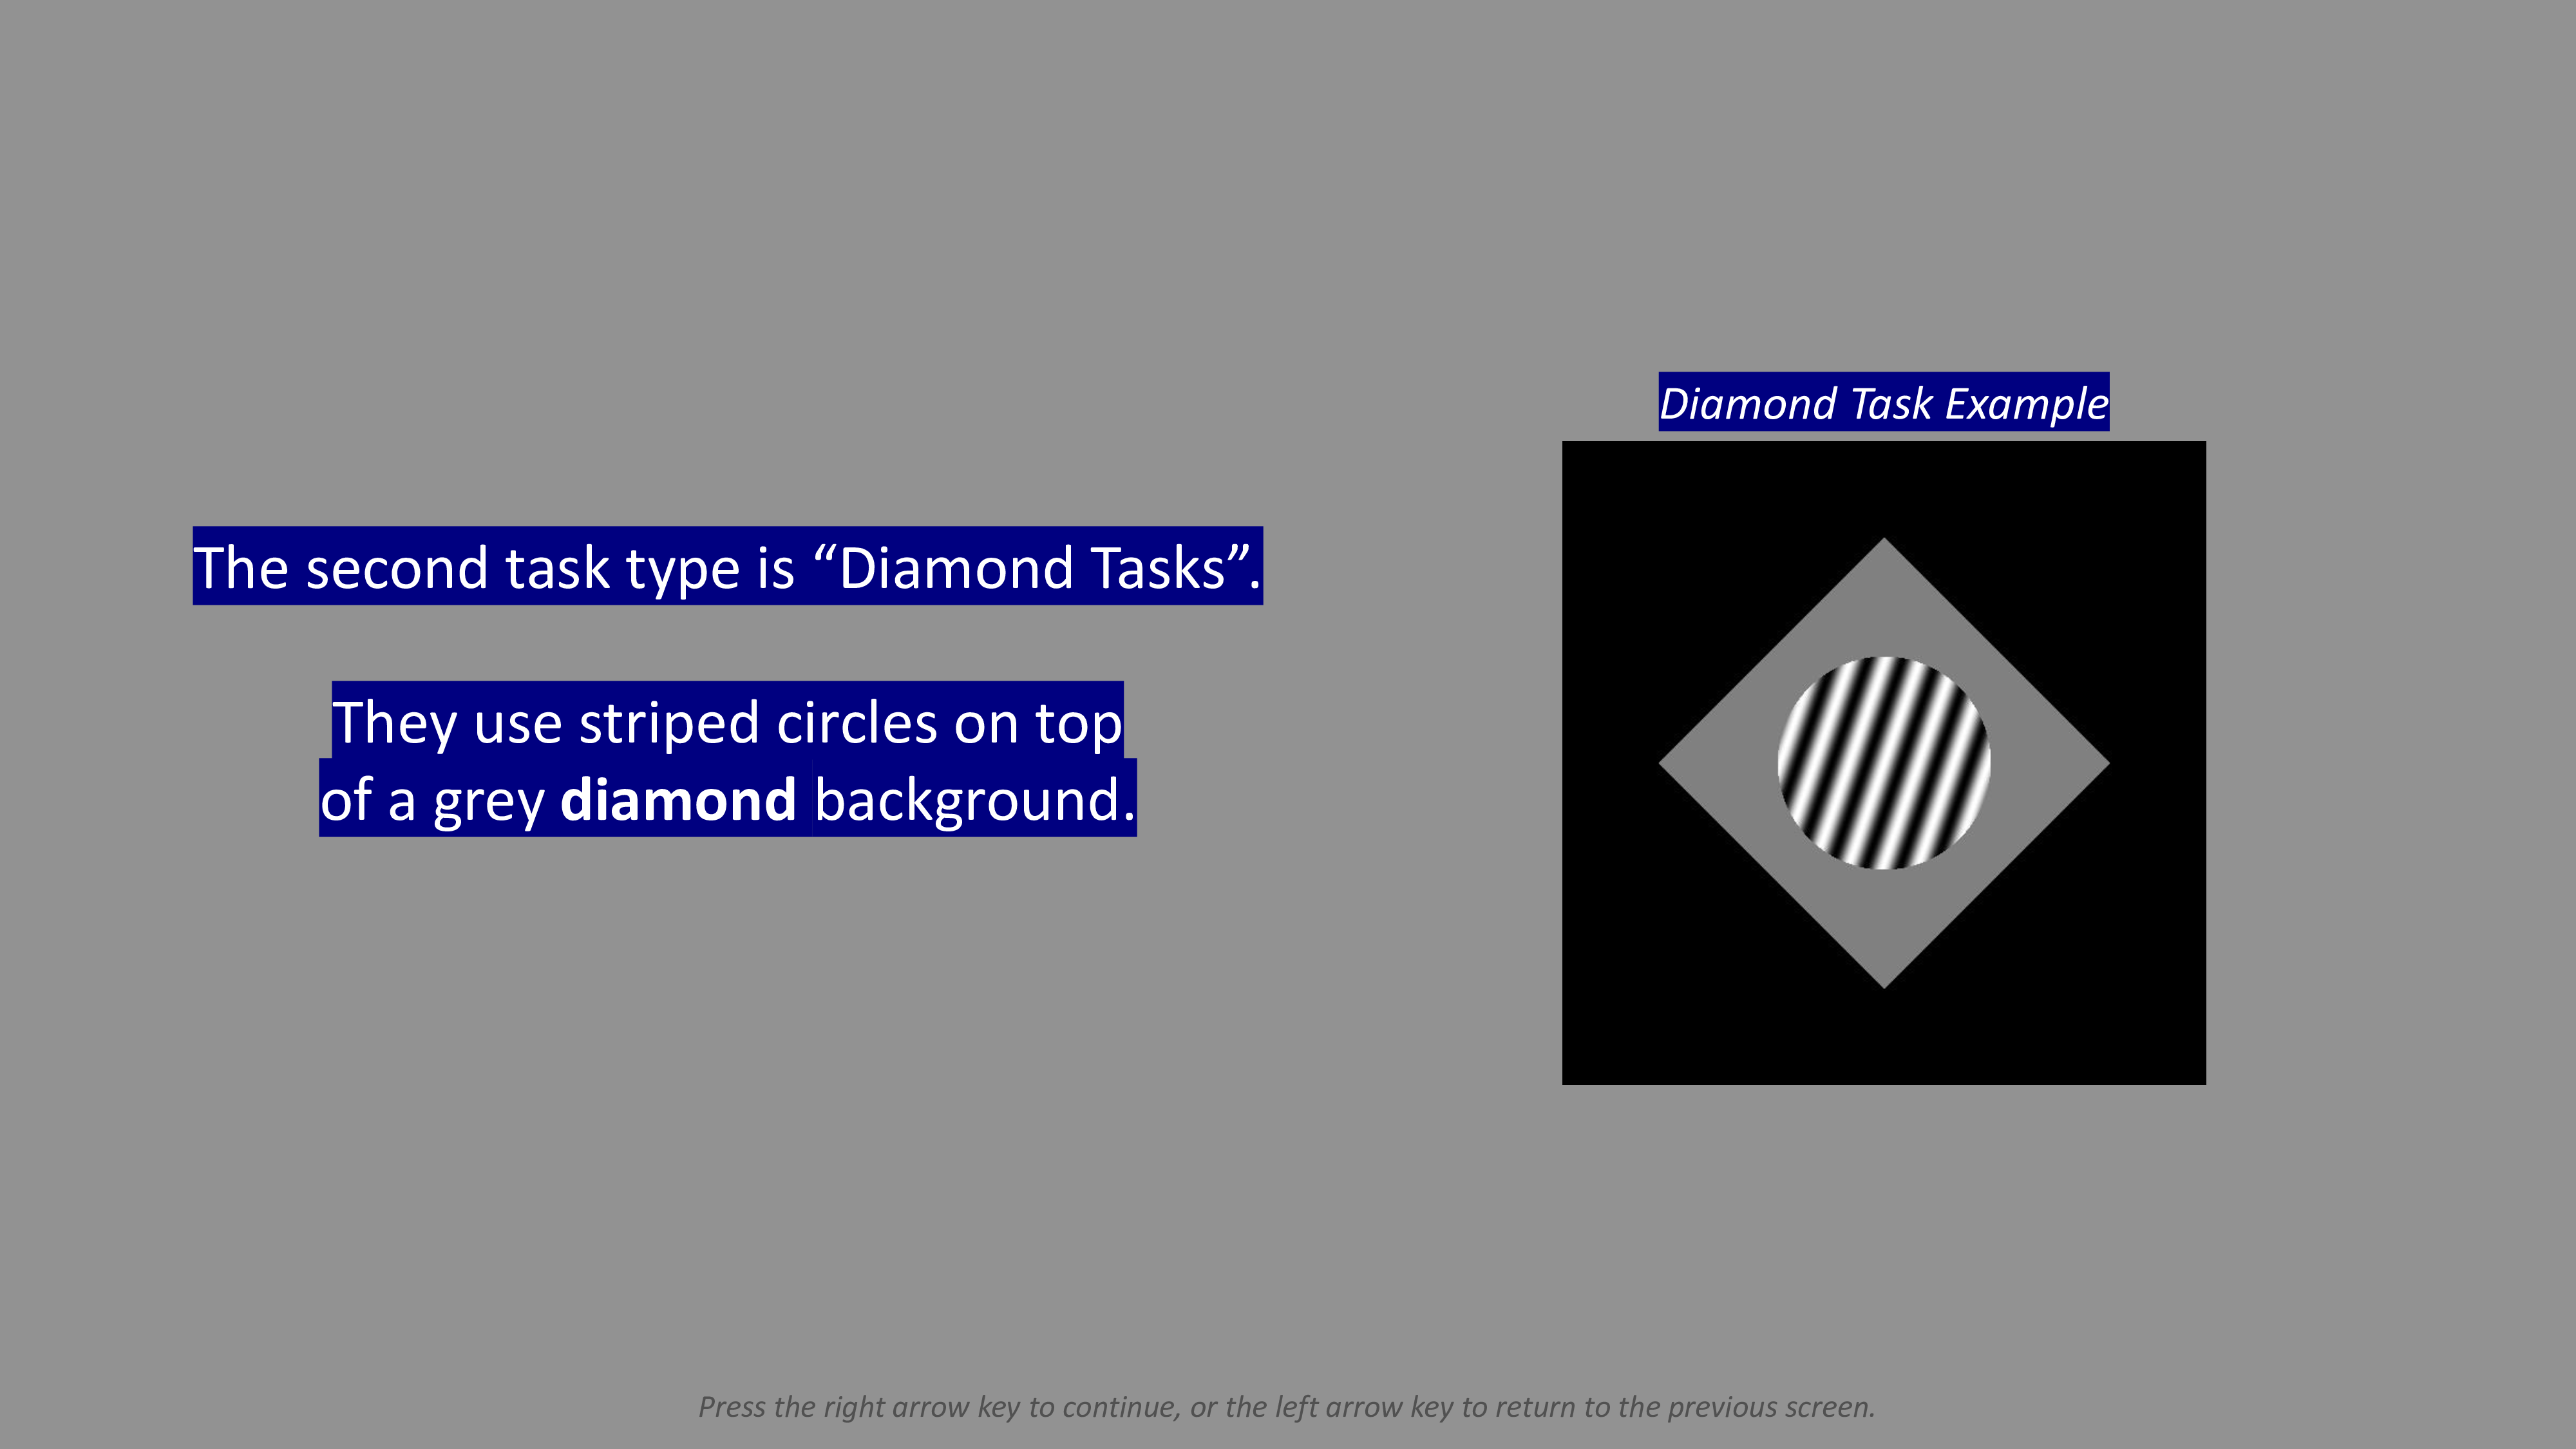 Diamond Task Example
The second task type is “Diamond Tasks”.
They use striped circles on top
of a grey diamond background.
Press the right arrow key to continue, or the left arrow key to return to the previous screen.